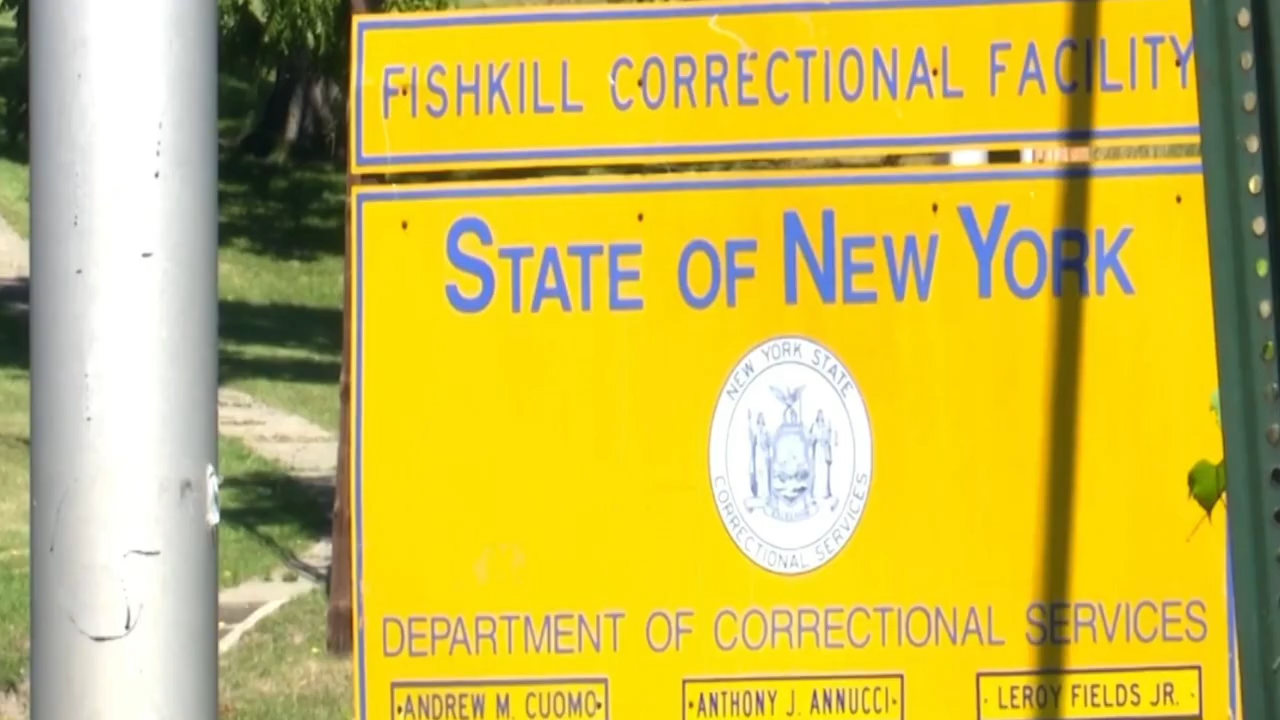 FISHKILL CORRECTIONAL FACILITY
STATE OF NEW YORK
NEW YORK STATE
CORRECTIONAL SERVICES
DEPARTMENT OF CORRECTIONAL SERVICES
ANDREW M. CUOMO
ANTHONY J. ANNUCCI
LEROY FIELDS JR.